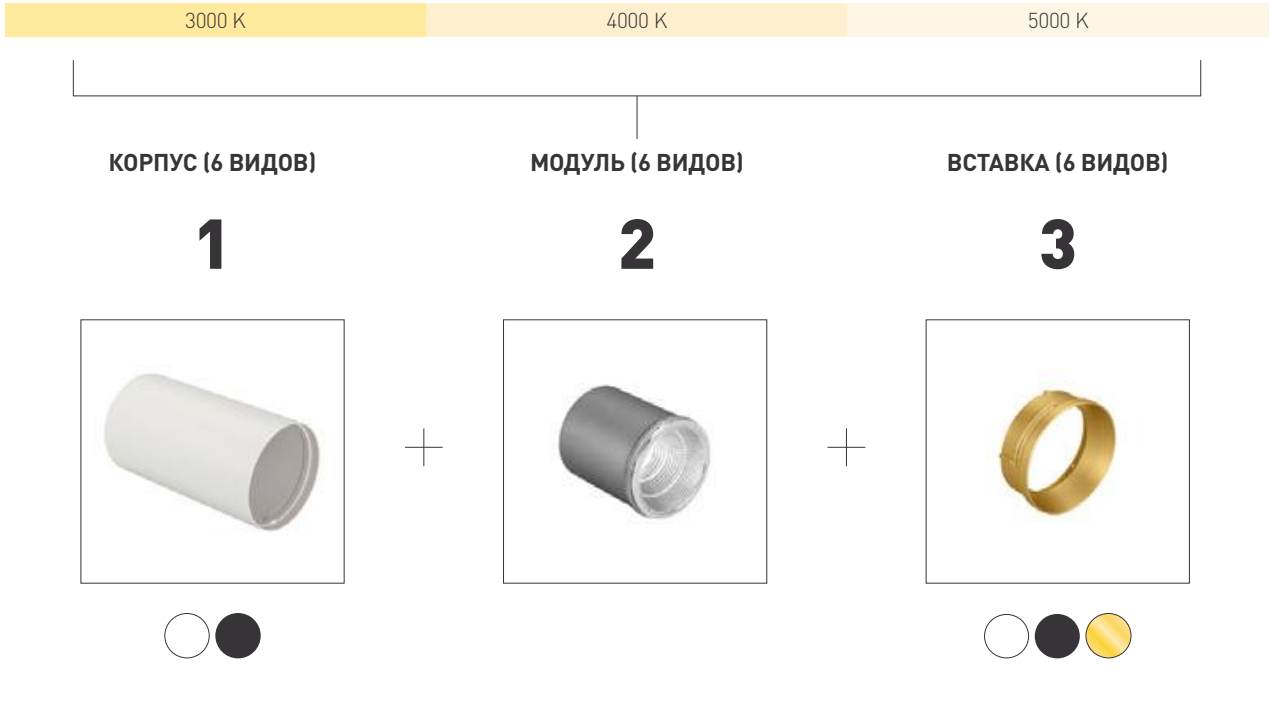 3000 K
4000 K
5000 K
КОРПУС (6 ВИДОВ)
МОДУЛЬ (6 ВИДОВ)
ВСТАВКА (6 ВИДОВ)
1
2
3